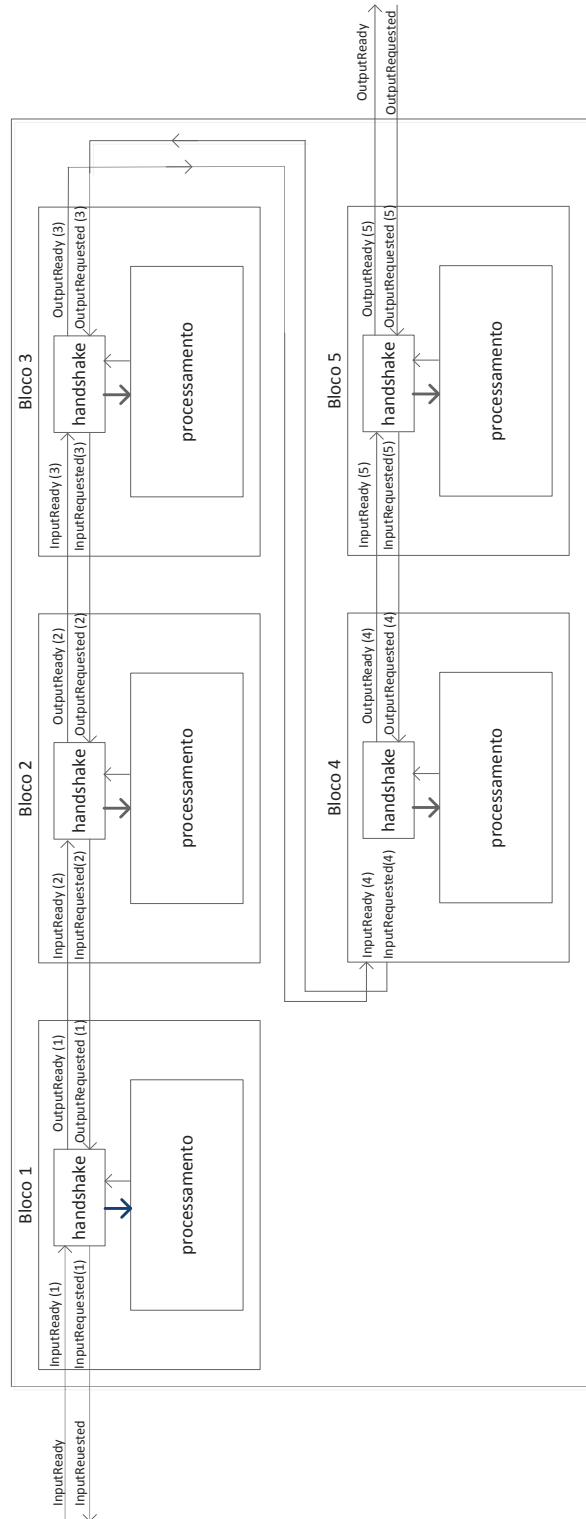 InputReady
InputReuested
Bloco 1
InputReady (1)
InputRequested(1)
handshake
OutputReady (1)
OutputRequested (1)
processamento
Bloco 2
InputReady (2)
InputRequested(2)
handshake
OutputReady (2)
OutputRequested (2)
processamento
Bloco 3
InputReady (3)
InputRequested(3)
handshake
OutputReady (3)
OutputRequested (3)
processamento
Bloco 4
InputReady (4)
InputRequested(4)
handshake
OutputReady (4)
OutputRequested (4)
processamento
Bloco 5
InputReady (5)
InputRequested(5)
handshake
OutputReady (5)
OutputRequested (5)
processamento
OutputReady
OutputRequested